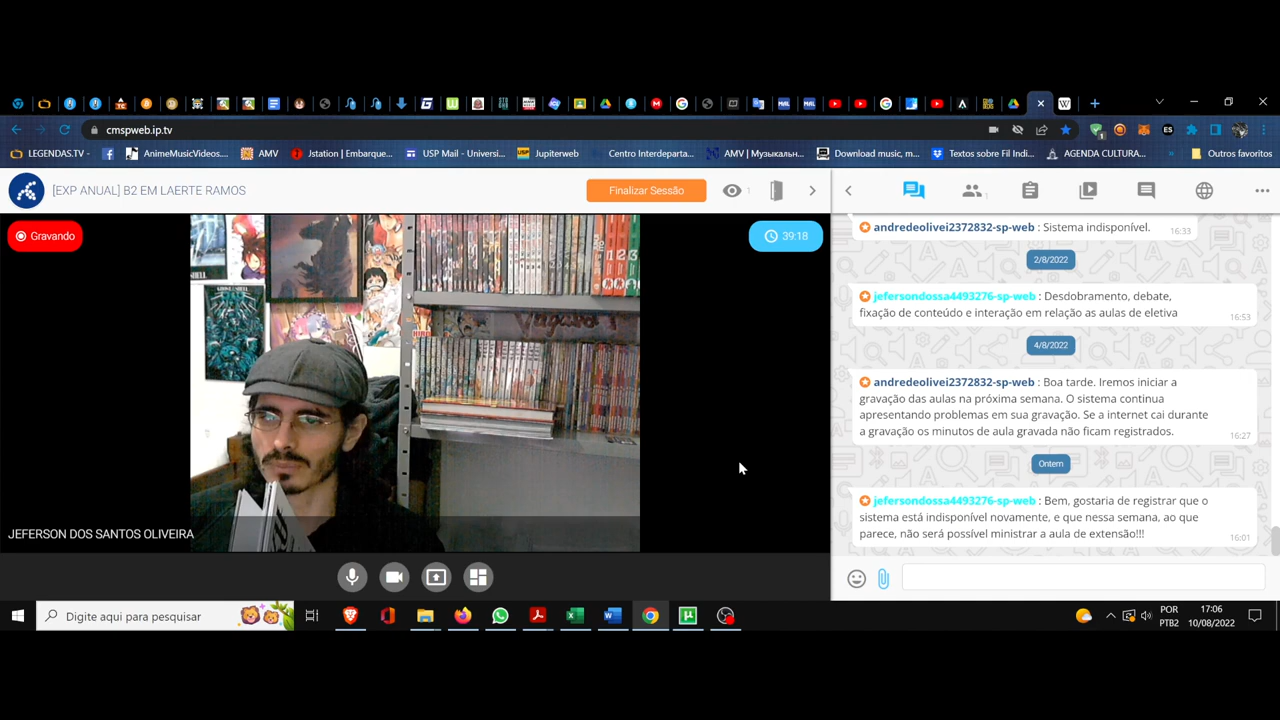 cmspweb.ip.tv
LEGENDAS.TV - AnimeMusicVideos.... AMV Jstation | Embarque... USP Mail - Universi... Jupiterweb Centro Interdeparta... AMV | Музыкальн... Download music, m... Textos sobre Fil Indi... AGENDA CULTURA... » Outros favoritos
[EXP ANUAL] B2 EM LAERTE RAMOS
Finalizar Sessão
1
1
Gravando
39:18
JEFERSON DOS SANTOS OLIVEIRA
andredeolivei2372832-sp-web : Sistema indisponível.
16:33
2/8/2022
jefersondossa4493276-sp-web : Desdobramento, debate,
fixação de conteúdo e interação em relação as aulas de eletiva
16:53
4/8/2022
andredeolivei2372832-sp-web : Boa tarde. Iremos iniciar a
gravação das aulas na próxima semana. O sistema continua
apresentando problemas em sua gravação. Se a internet cai durante
a gravação os minutos de aula gravada não ficam registrados.
16:27
Ontem
jefersondossa4493276-sp-web : Bem, gostaria de registrar que o
sistema está indisponível novamente, e que nessa semana, ao que
parece, não será possível ministrar a aula de extensão!!!
16:01
Digite aqui para pesquisar
POR
PTB2
17:06
10/08/2022